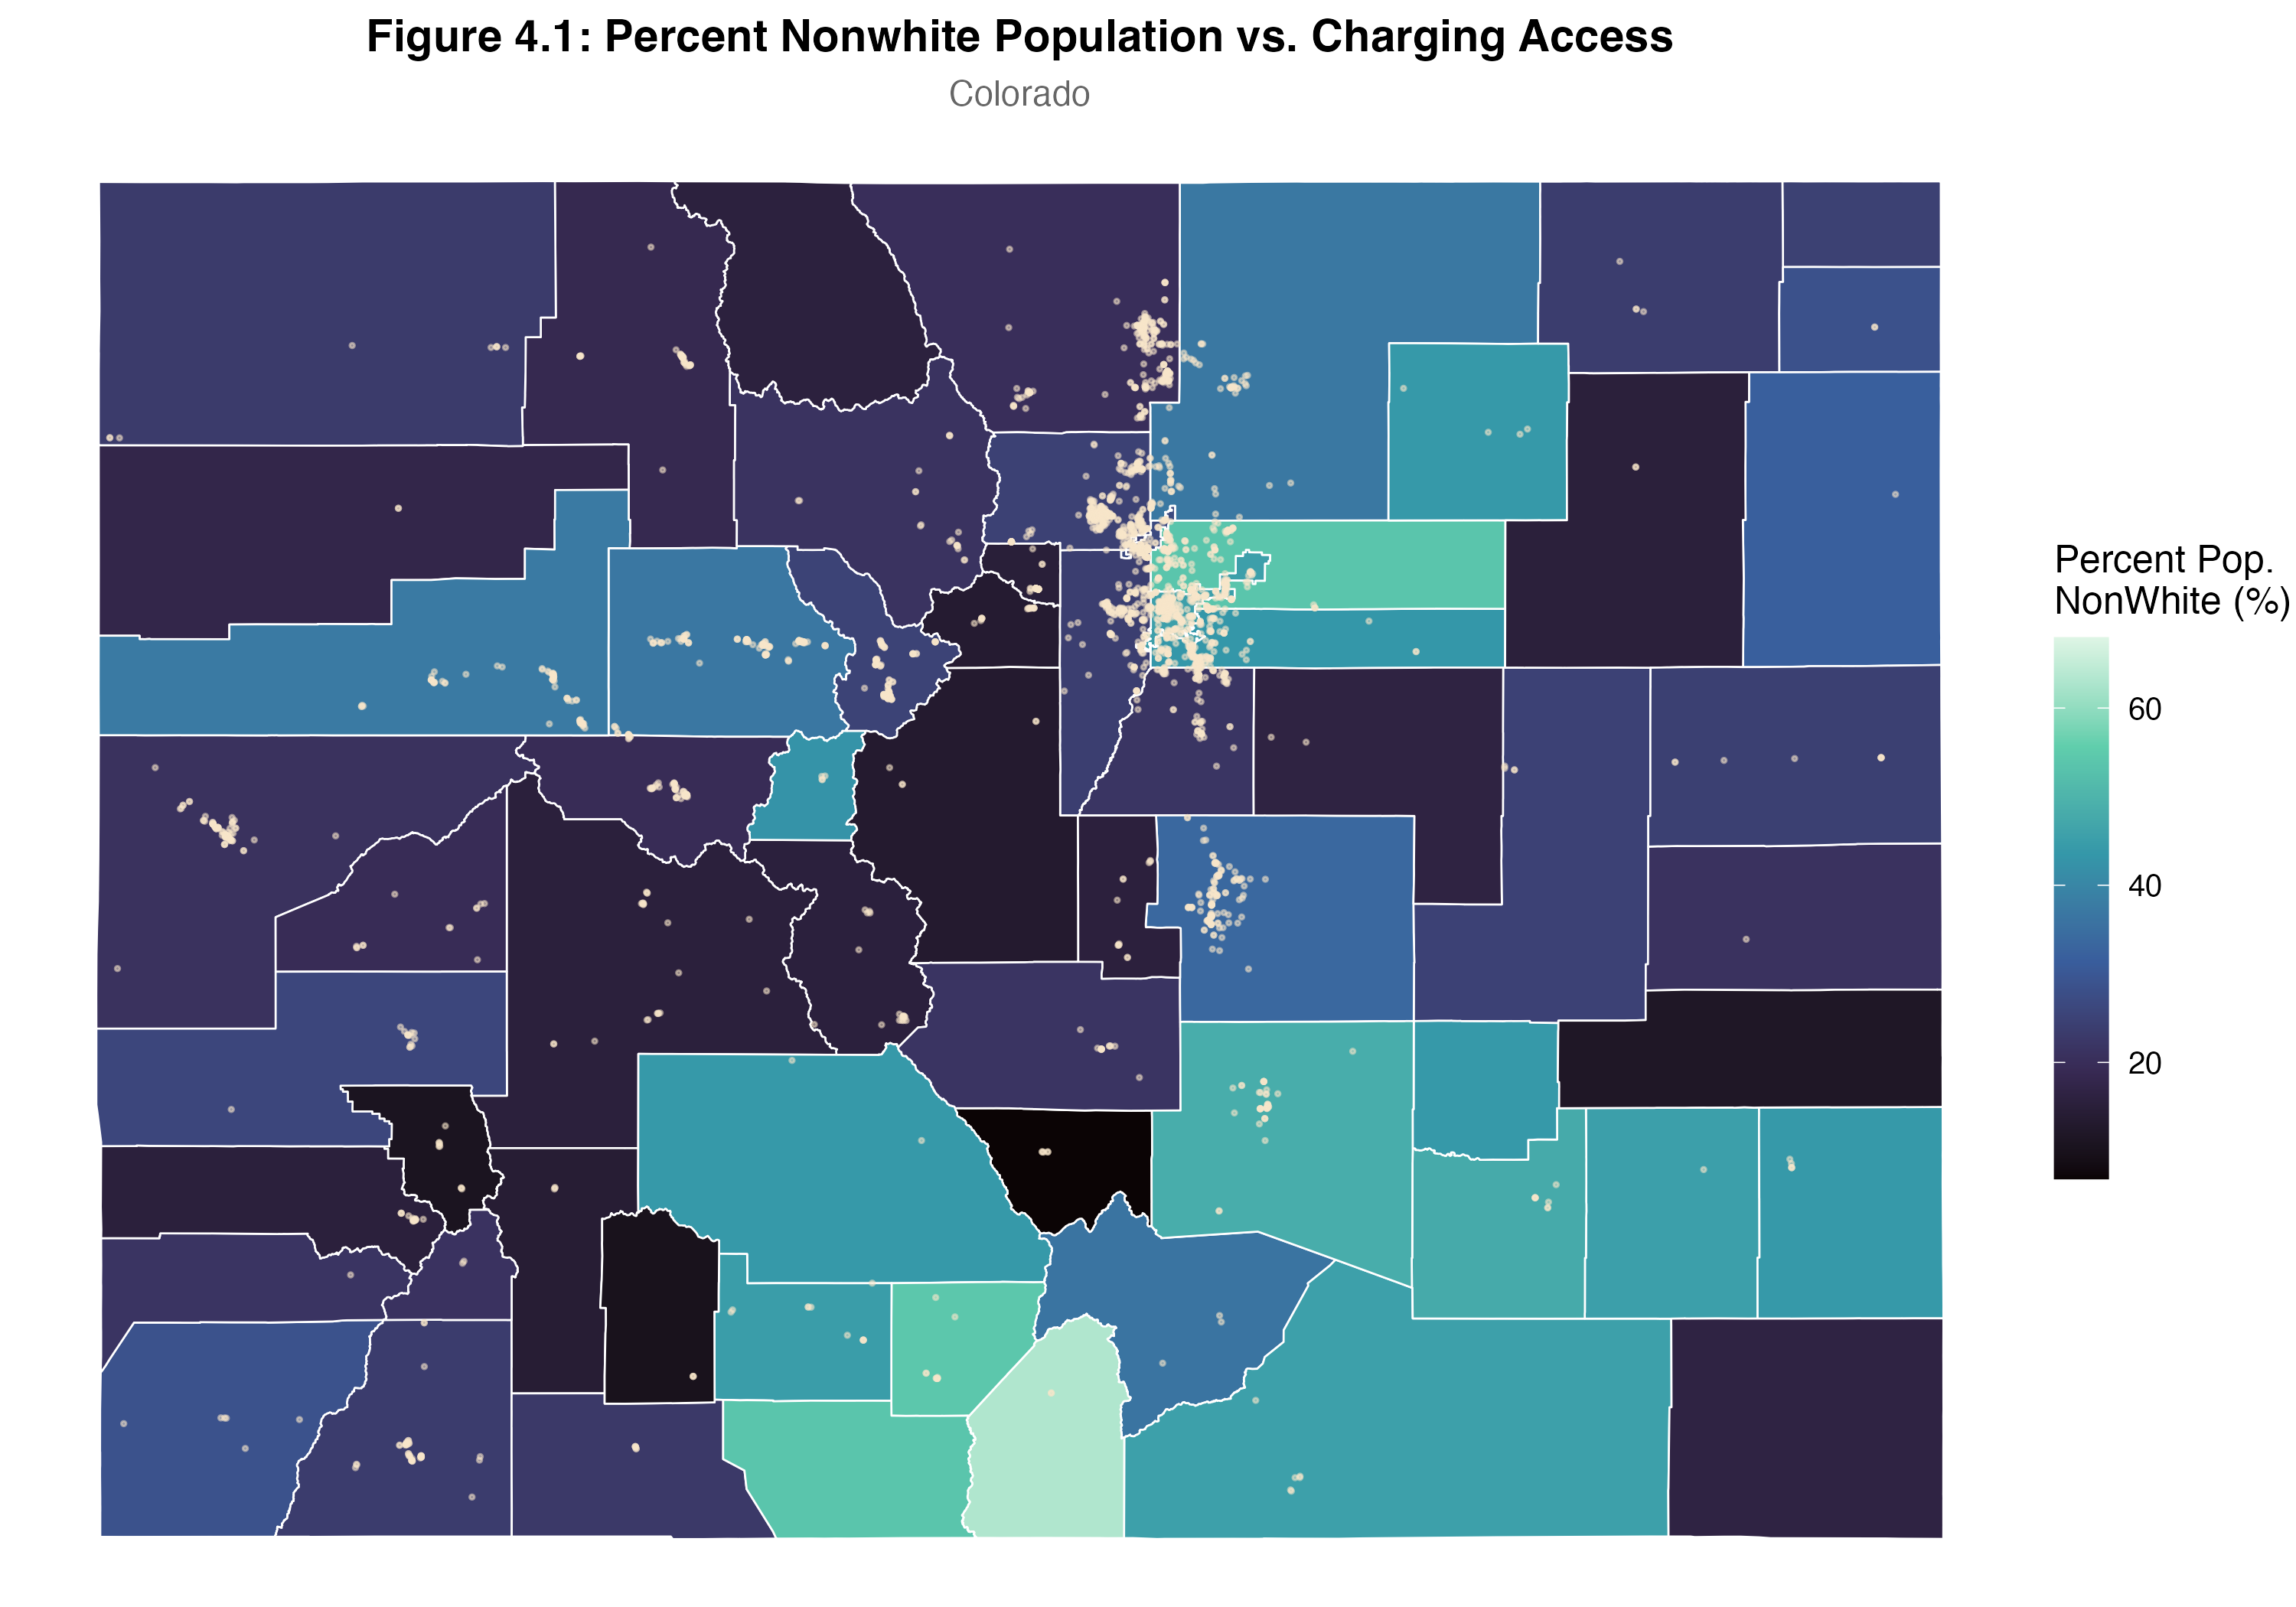 Figure 4.1: Percent Nonwhite Population vs. Charging Access
Colorado
Percent Pop.
NonWhite (%)
60
40
20